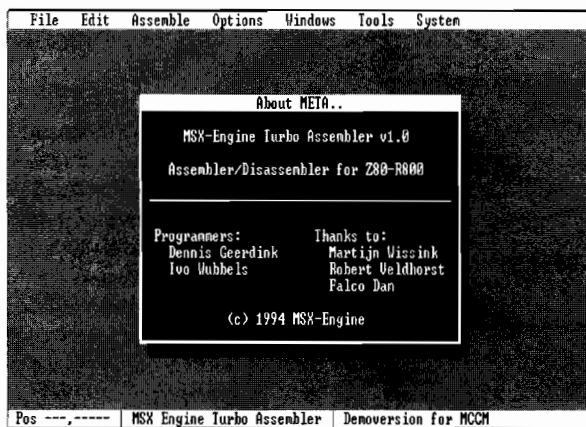 File Edit Assemble Options Windows Tools System
About META..
MSX-Engine Turbo Assembler v1.0
Assembler/Disassembler for Z80-R800
Programmers: Thanks to:
Dennis Geerdink Martijn Wissink
Ivo Wubbels Robert Veldhorst
Falco Dan
(c) 1994 MSX-Engine
Pos ---,----- MSX Engine Turbo Assembler Demoversion for MCCM